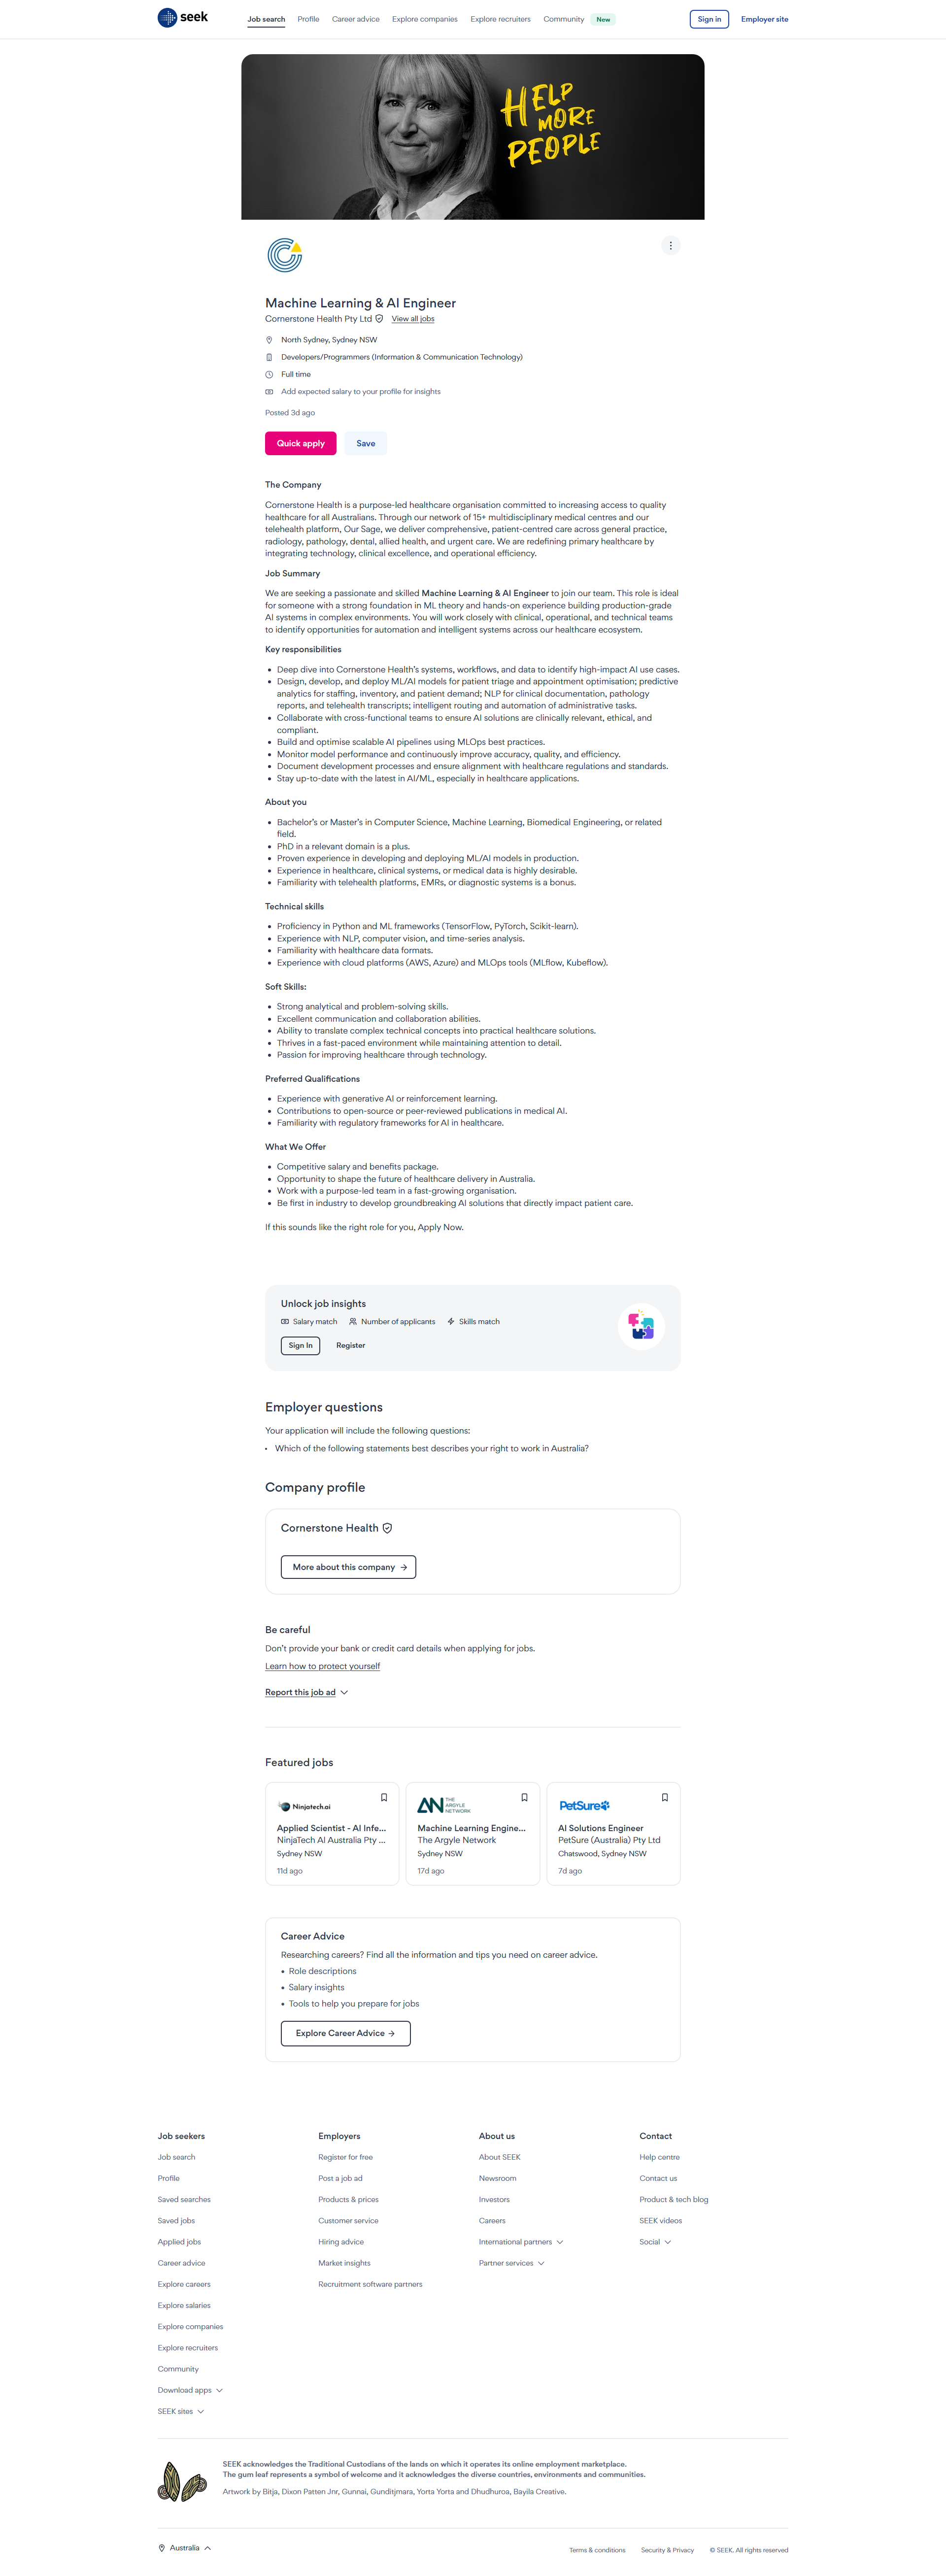 seek
Job search
Profile
Career advice
Explore companies
Explore recruiters
Community
New
Sign in
Employer site
HELP
MORE
PEOPLE
Machine Learning & AI Engineer
Cornerstone Health Pty Ltd
View all jobs
North Sydney, Sydney NSW
Developers/Programmers (Information & Communication Technology)
Full time
Add expected salary to your profile for insights
Posted 3d ago
Quick apply
Save
The Company
Cornerstone Health is a purpose-led healthcare organisation committed to increasing access to quality
healthcare for all Australians. Through our network of 15+ multidisciplinary medical centres and our
telehealth platform, Our Sage, we deliver comprehensive, patient-centred care across general practice,
radiology, pathology, dental, allied health, and urgent care. We are redefining primary healthcare by
integrating technology, clinical excellence, and operational efficiency.
Job Summary
We are seeking a passionate and skilled Machine Learning & AI Engineer to join our team. This role is ideal
for someone with a strong foundation in ML theory and hands-on experience building production-grade
AI systems in complex environments. You will work closely with clinical, operational, and technical teams
to identify opportunities for automation and intelligent systems across our healthcare ecosystem.
Key responsibilities
• Deep dive into Cornerstone Health's systems, workflows, and data to identify high-impact AI use cases.
• Design, develop, and deploy ML/AI models for patient triage and appointment optimisation; predictive
analytics for staffing, inventory, and patient demand; NLP for clinical documentation, pathology
reports, and telehealth transcripts; intelligent routing and automation of administrative tasks.
• Collaborate with cross-functional teams to ensure AI solutions are clinically relevant, ethical, and
compliant.
• Build and optimise scalable AI pipelines using MLOps best practices.
• Monitor model performance and continuously improve accuracy, quality, and efficiency.
• Document development processes and ensure alignment with healthcare regulations and standards.
• Stay up-to-date with the latest in AI/ML, especially in healthcare applications.
About you
• Bachelor's or Master's in Computer Science, Machine Learning, Biomedical Engineering, or related
field.
• PhD in a relevant domain is a plus.
• Proven experience in developing and deploying ML/AI models in production.
• Experience in healthcare, clinical systems, or medical data is highly desirable.
• Familiarity with telehealth platforms, EMRs, or diagnostic systems is a bonus.
Technical skills
• Proficiency in Python and ML frameworks (TensorFlow, PyTorch, Scikit-learn).
• Experience with NLP, computer vision, and time-series analysis.
• Familiarity with healthcare data formats.
• Experience with cloud platforms (AWS, Azure) and MLOps tools (MLflow, Kubeflow).
Soft Skills:
• Strong analytical and problem-solving skills.
• Excellent communication and collaboration abilities.
• Ability to translate complex technical concepts into practical healthcare solutions.
• Thrives in a fast-paced environment while maintaining attention to detail.
• Passion for improving healthcare through technology.
Preferred Qualifications
• Experience with generative AI or reinforcement learning.
• Contributions to open-source or peer-reviewed publications in medical AI.
• Familiarity with regulatory frameworks for AI in healthcare.
What We Offer
• Competitive salary and benefits package.
• Opportunity to shape the future of healthcare delivery in Australia.
• Work with a purpose-led team in a fast-growing organisation.
• Be first in industry to develop groundbreaking AI solutions that directly impact patient care.
If this sounds like the right role for you, Apply Now.
Unlock job insights
Salary match
Number of applicants
Skills match
Sign In
Register
Employer questions
Your application will include the following questions:
• Which of the following statements best describes your right to work in Australia?
Company profile
Cornerstone Health
More about this company
Be careful
Don't provide your bank or credit card details when applying for jobs.
Learn how to protect yourself
Report this job ad
Featured jobs
Ninjatech.ai
Applied Scientist - AI Infe...
NinjaTech AI Australia Pty ...
Sydney NSW
11d ago
AN THE
ARGYLE
NETWORK
Machine Learning Engine...
The Argyle Network
Sydney NSW
17d ago
PetSure
AI Solutions Engineer
PetSure (Australia) Pty Ltd
Chatswood, Sydney NSW
7d ago
Career Advice
Researching careers? Find all the information and tips you need on career advice.
• Role descriptions
• Salary insights
• Tools to help you prepare for jobs
Explore Career Advice
Job seekers
Job search
Profile
Saved searches
Saved jobs
Applied jobs
Career advice
Explore careers
Explore salaries
Explore companies
Explore recruiters
Community
Download apps
SEEK sites
Employers
Register for free
Post a job ad
Products & prices
Customer service
Hiring advice
Market insights
Recruitment software partners
About us
About SEEK
Newsroom
Investors
Careers
International partners
Partner services
Contact
Help centre
Contact us
Product & tech blog
SEEK videos
Social
SEEK acknowledges the Traditional Custodians of the lands on which it operates its online employment marketplace.
The gum leaf represents a symbol of welcome and it acknowledges the diverse countries, environments and communities.
Artwork by Bitja, Dixon Patten Jnr, Gunnai, Gunditjmara, Yorta Yorta and Dhudhuroa, Bayila Creative.
Australia
Terms & conditions
Security & Privacy
© SEEK. All rights reserved